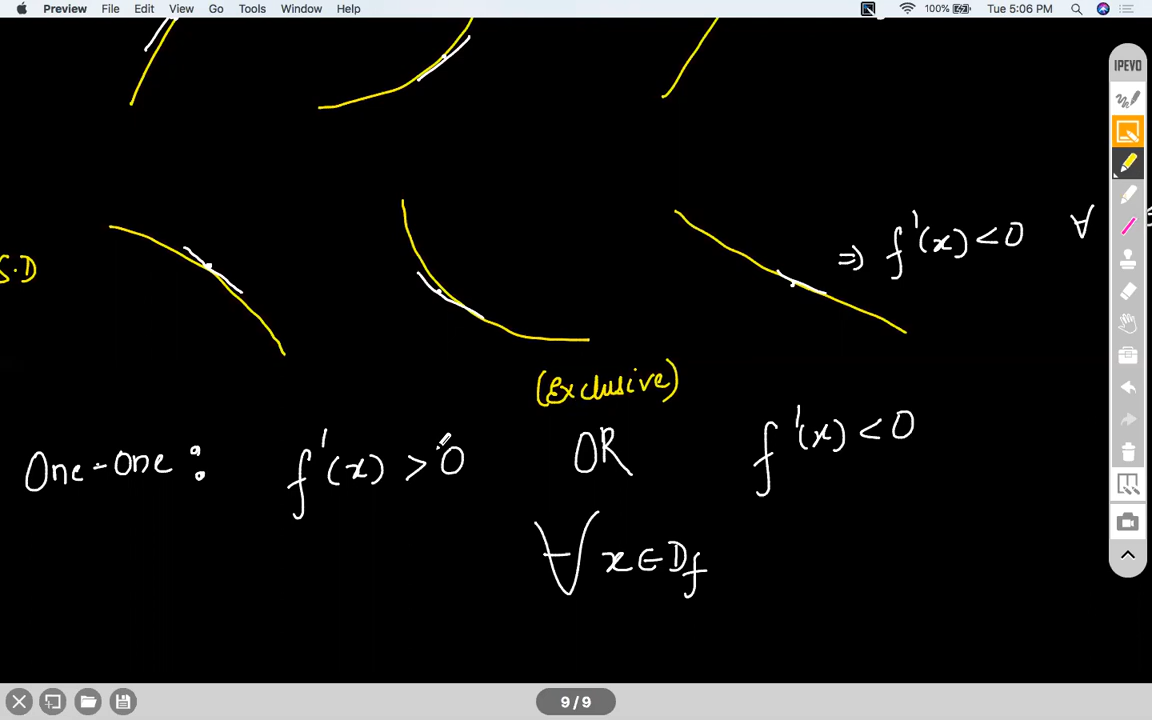 Preview File Edit View Go Tools Window Help 100% Tue 5:06 PM
IPEVO
⇒ f'(x) < 0 ∀
S.D
(Exclusive)
One-one : f'(x) > 0 OR f'(x) < 0
∀ x ∈ Df
9 / 9